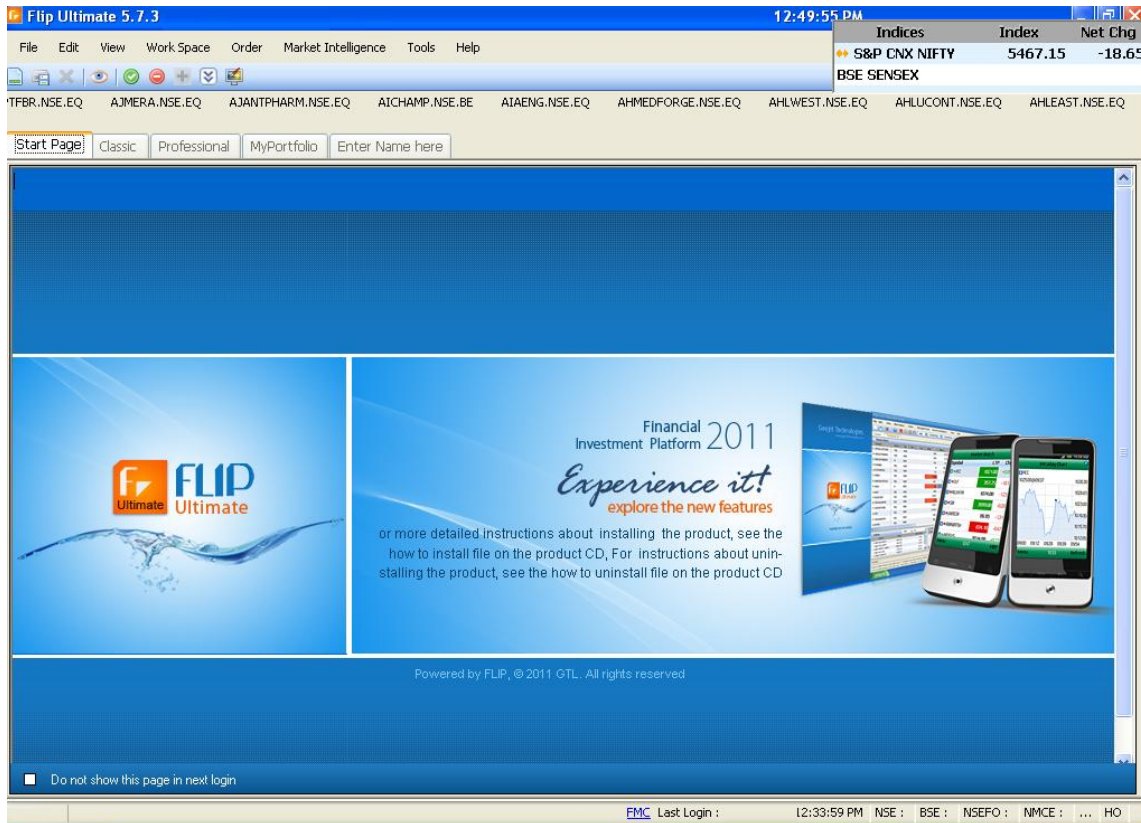 Flip Ultimate 5.7.3 12:49:55 PM
Indices Index Net Chg
File Edit View Work Space Order Market Intelligence Tools Help
S&P CNX NIFTY 5467.15 -18.65
BSE SENSEX
TFBR.NSE.EQ AJMERA.NSE.EQ AJANTPHARM.NSE.EQ AICHAMP.NSE.BE AIAENG.NSE.EQ AHMEDFORGE.NSE.EQ AHLWEST.NSE.EQ AHLUCONT.NSE.EQ AHLEAST.NSE.EQ
Start Page Classic Professional MyPortfolio Enter Name here
Financial
Investment Platform 2011
Experience it!
explore the new features
Fr Ultimate FLIP Ultimate
or more detailed instructions about installing the product, see the
how to install file on the product CD, For instructions about unin-
stalling the product, see the how to uninstall file on the product CD
FLIP
Powered by FLIP, © 2011 GTL. All rights reserved
Do not show this page in next login
FMC Last Login : 12:33:59 PM NSE : BSE : NSEFO : NMCE : ... HO